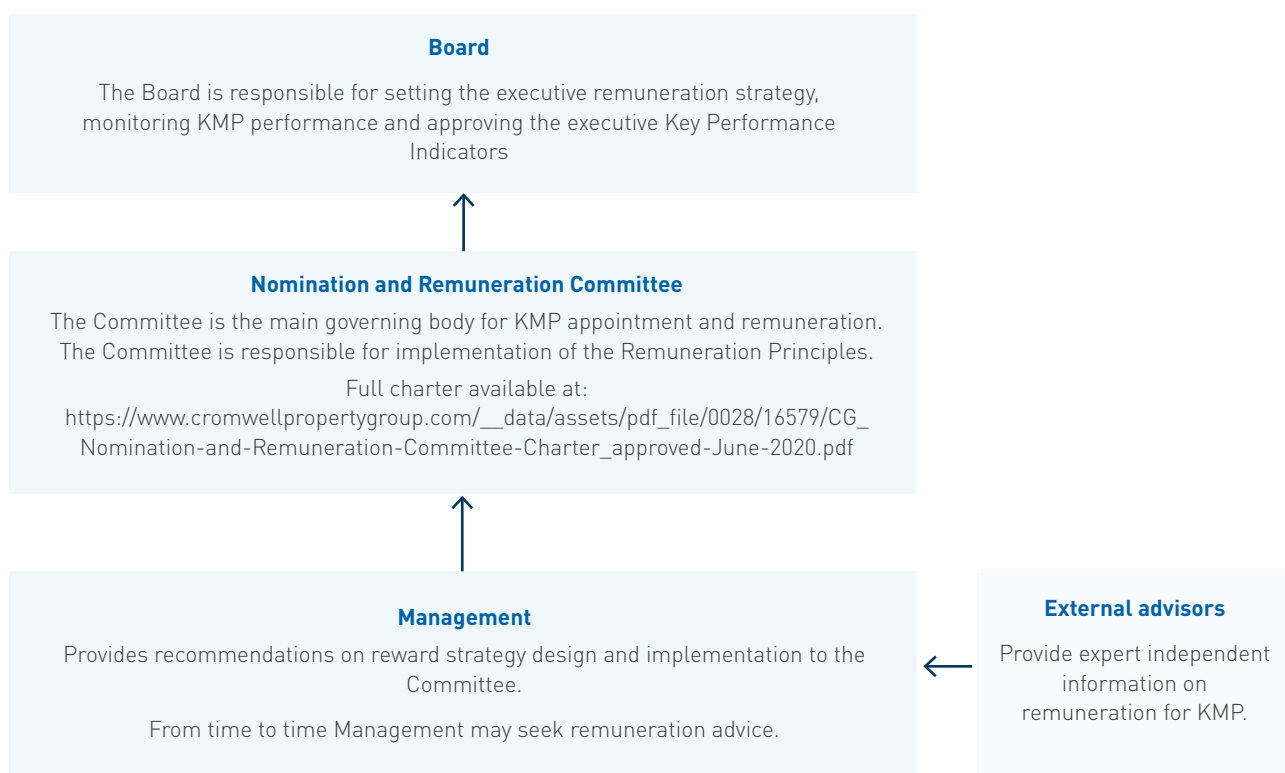 Board
The Board is responsible for setting the executive remuneration strategy,
monitoring KMP performance and approving the executive Key Performance
Indicators
Nomination and Remuneration Committee
The Committee is the main governing body for KMP appointment and remuneration.
The Committee is responsible for implementation of the Remuneration Principles.
Full charter available at:
https://www.cromwellpropertygroup.com/__data/assets/pdf_file/0028/16579/CG_
Nomination-and-Remuneration-Committee-Charter_approved-June-2020.pdf
Management
Provides recommendations on reward strategy design and implementation to the
Committee.
From time to time Management may seek remuneration advice.
External advisors
Provide expert independent
information on
remuneration for KMP.